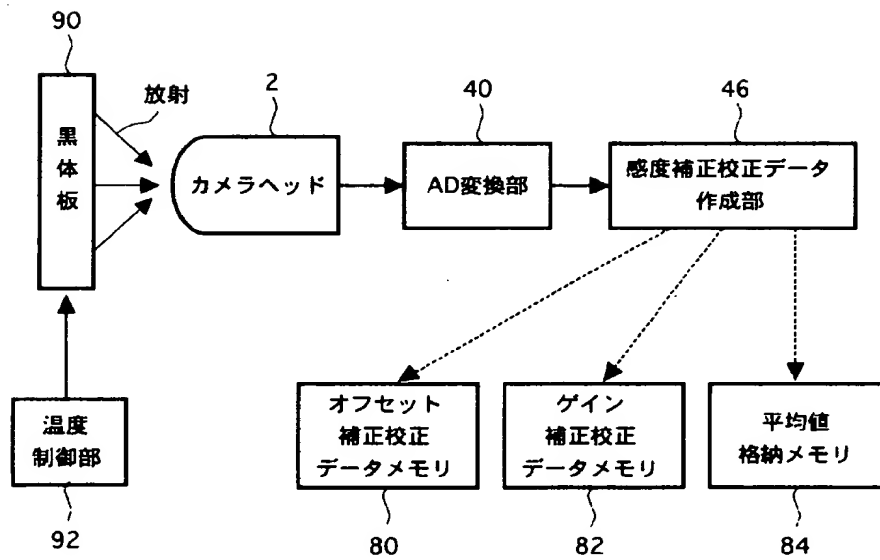 90
放射
2
40
46
黒体板
カメラヘッド
AD変換部
感度補正校正データ
作成部
温度
制御部
オフセット
補正校正
データメモリ
ゲイン
補正校正
データメモリ
平均値
格納メモリ
92
80
82
84